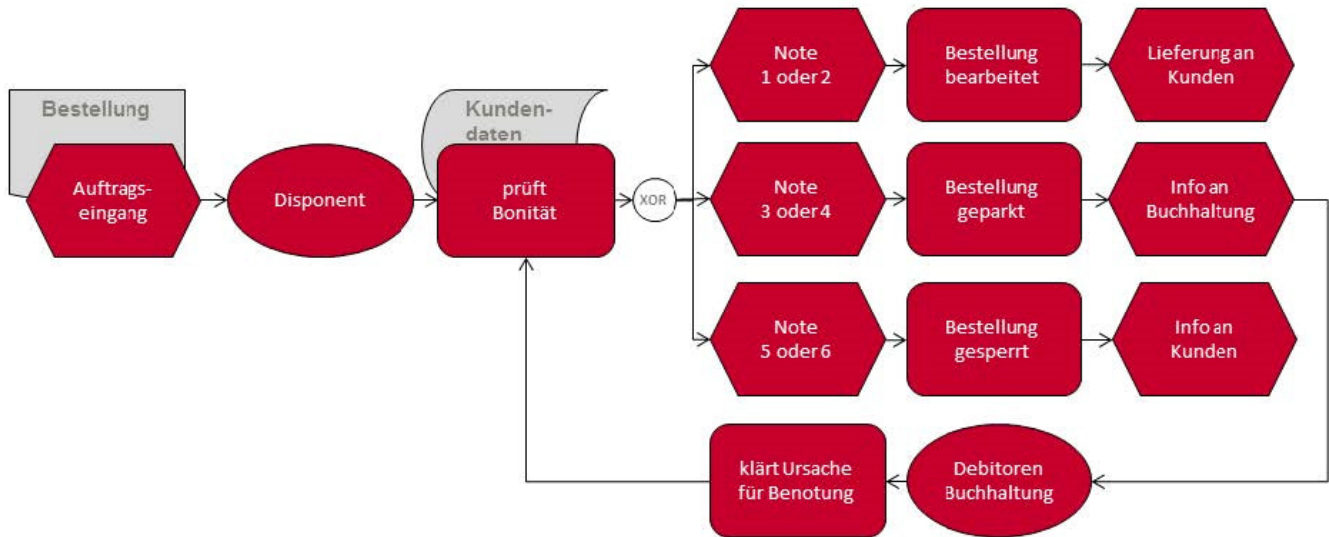 Bestellung
Auftrags-
eingang
Disponent
Kunden-
daten
prüft
Bonität
XOR
Note
1 oder 2
Bestellung
bearbeitet
Lieferung an
Kunden
Note
3 oder 4
Bestellung
geparkt
Info an
Buchhaltung
Note
5 oder 6
Bestellung
gesperrt
Info an
Kunden
klärt Ursache
für Benotung
Debitoren
Buchhaltung